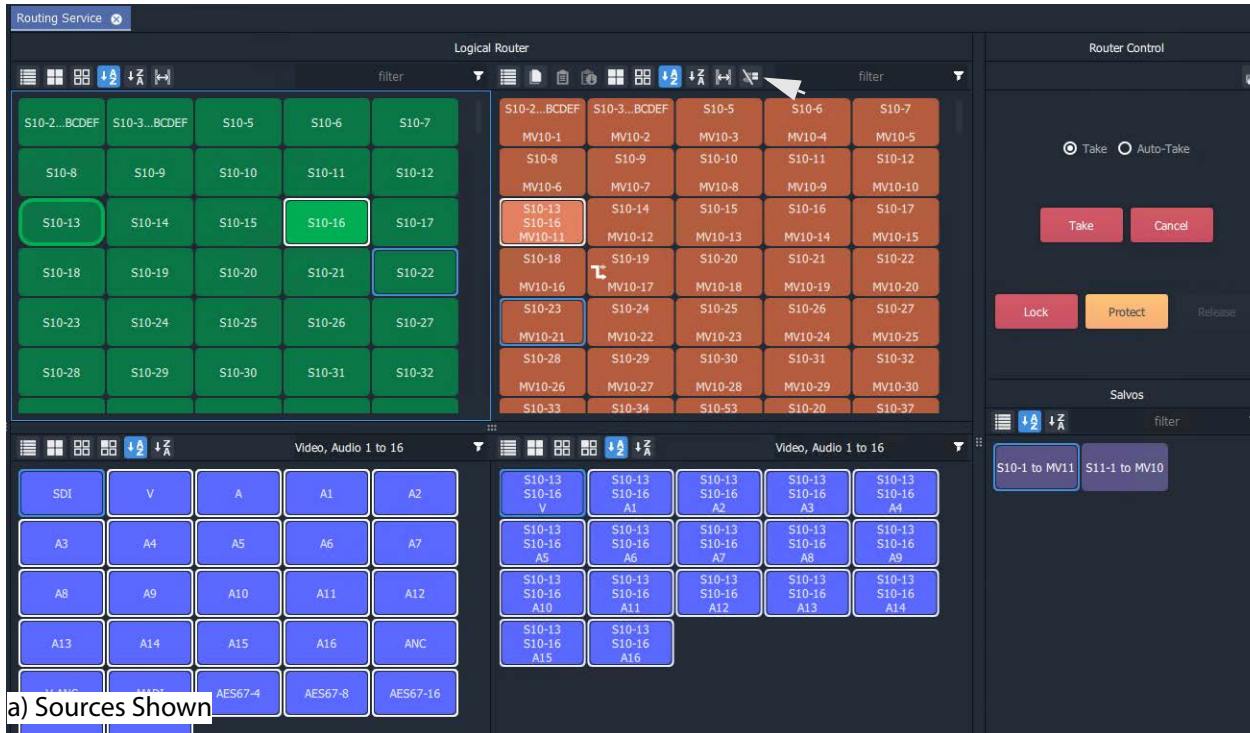 Routing Service
Logical Router
Router Control
filter
filter
S10-2...BCDEF S10-3...BCDEF S10-5 S10-6 S10-7
S10-8 S10-9 S10-10 S10-11 S10-12
S10-13 S10-14 S10-15 S10-16 S10-17
S10-18 S10-19 S10-20 S10-21 S10-22
S10-23 S10-24 S10-25 S10-26 S10-27
S10-28 S10-29 S10-30 S10-31 S10-32
S10-2...BCDEF S10-3...BCDEF S10-5 S10-6 S10-7
MV10-1 MV10-2 MV10-3 MV10-4 MV10-5
S10-8 S10-9 S10-10 S10-11 S10-12
MV10-6 MV10-7 MV10-8 MV10-9 MV10-10
S10-13 S10-14 S10-15 S10-16 S10-17
S10-16
MV10-11 MV10-12 MV10-13 MV10-14 MV10-15
S10-18 S10-19 S10-20 S10-21 S10-22
MV10-16 MV10-17 MV10-18 MV10-19 MV10-20
S10-23 S10-24 S10-25 S10-26 S10-27
MV10-21 MV10-22 MV10-23 MV10-24 MV10-25
S10-28 S10-29 S10-30 S10-31 S10-32
MV10-26 MV10-27 MV10-28 MV10-29 MV10-30
S10-33 S10-34 S10-53 S10-20 S10-37
Take Auto-Take
Take Cancel
Lock Protect Release
Salvos
filter
S10-1 to MV11 S11-1 to MV10
Video, Audio 1 to 16
SDI V A A1 A2
A3 A4 A5 A6 A7
A8 A9 A10 A11 A12
A13 A14 A15 A16 ANC
AES67-4 AES67-8 AES67-16
Video, Audio 1 to 16
S10-13 S10-13 S10-13 S10-13 S10-13
S10-16 S10-16 S10-16 S10-16 S10-16
V A1 A2 A3 A4
S10-13 S10-13 S10-13 S10-13 S10-13
S10-16 S10-16 S10-16 S10-16 S10-16
A5 A6 A7 A8 A9
S10-13 S10-13 S10-13 S10-13 S10-13
S10-16 S10-16 S10-16 S10-16 S10-16
A10 A11 A12 A13 A14
S10-13 S10-13
S10-16 S10-16
A15 A16
a) Sources Shown